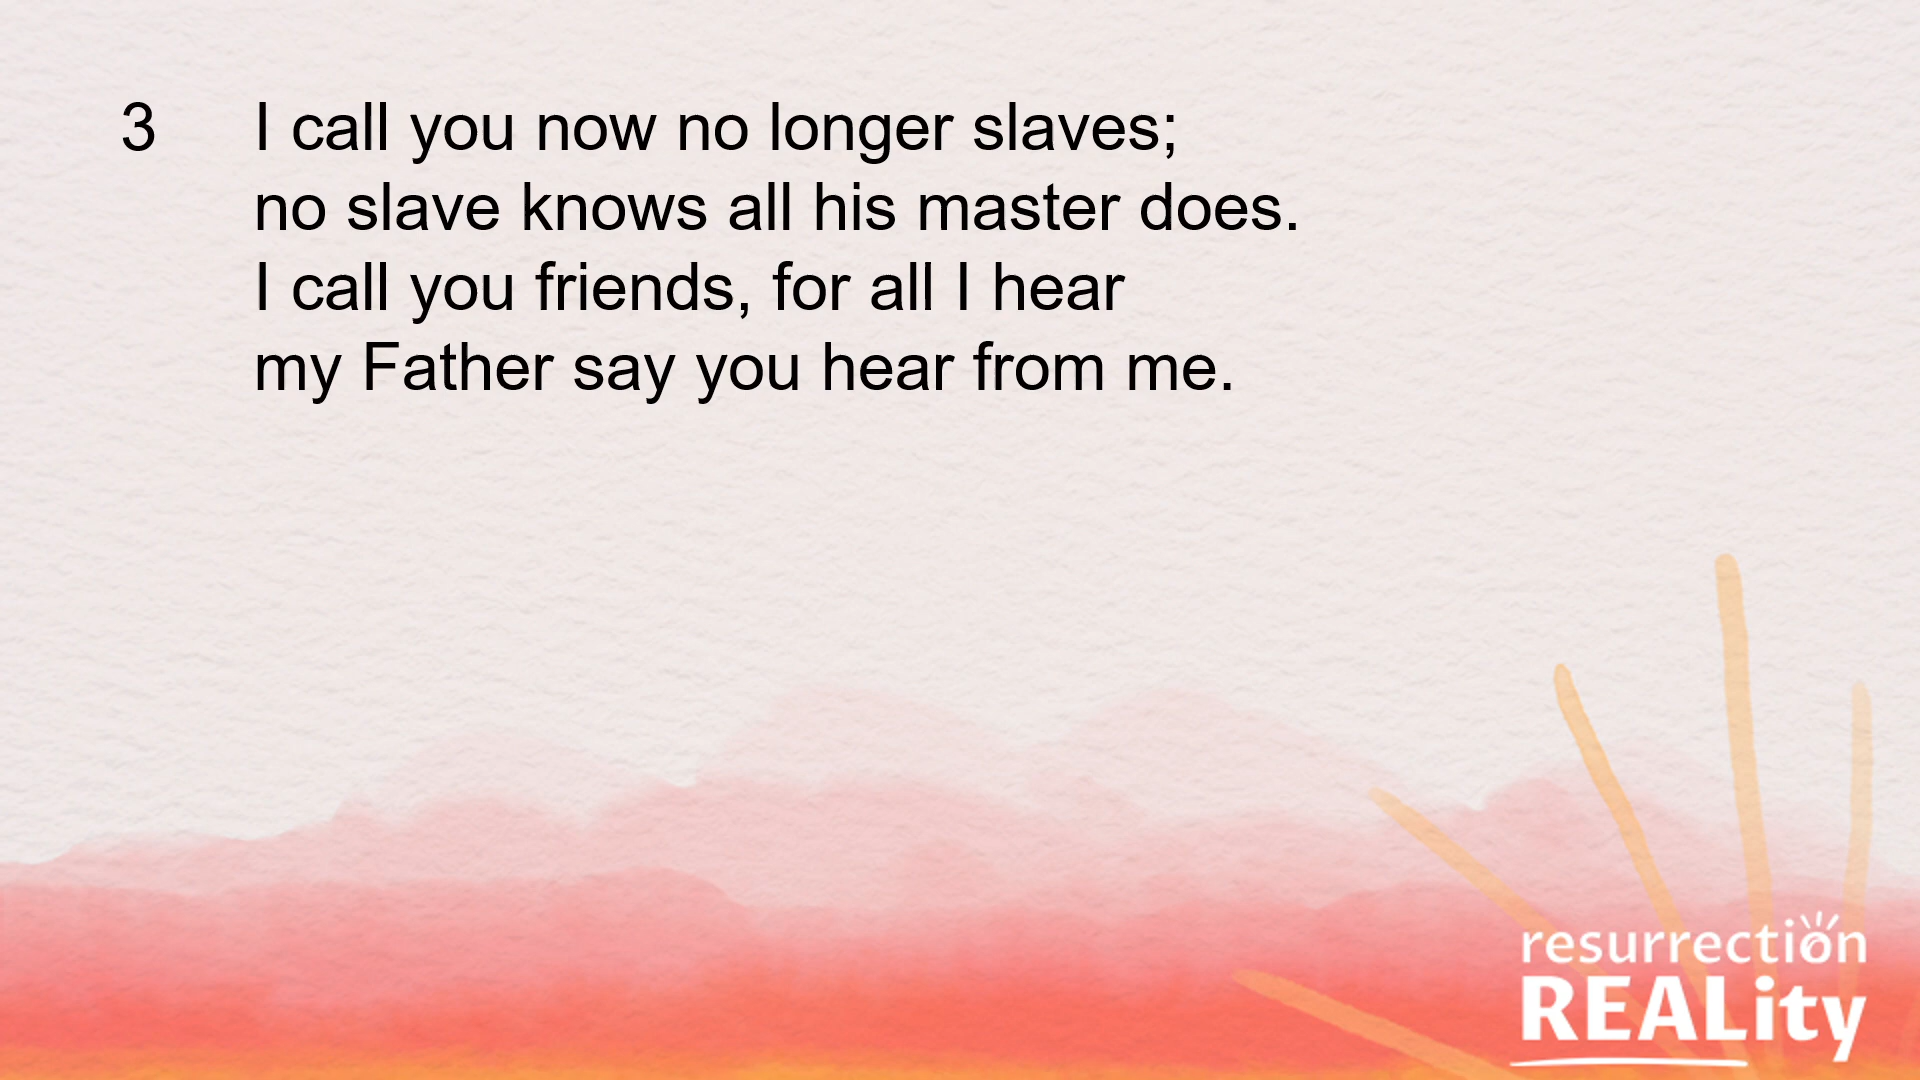 3 I call you now no longer slaves;
no slave knows all his master does.
I call you friends, for all I hear
my Father say you hear from me.
resurrection
REALity